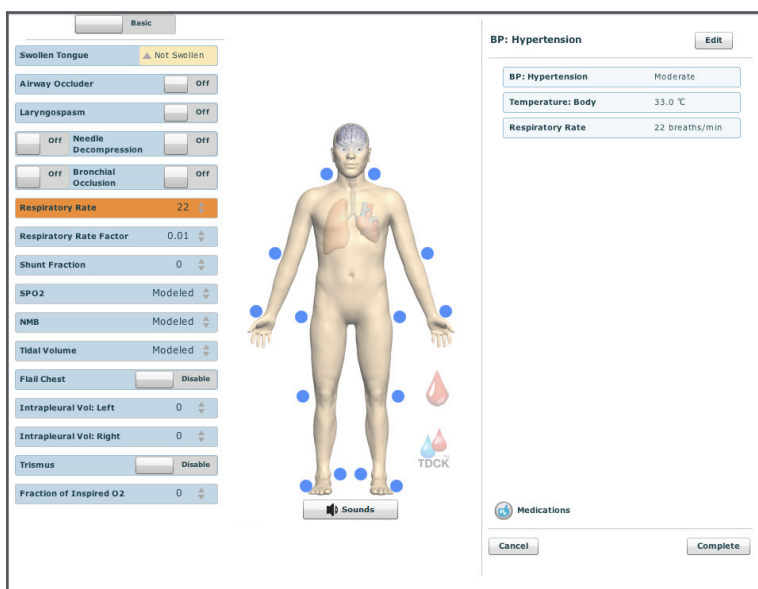 Basic
Swollen Tongue Not Swollen
Airway Occluder Off
Laryngospasm Off
Off Needle Decompression Off
Off Bronchial Occlusion Off
Respiratory Rate 22
Respiratory Rate Factor 0.01
Shunt Fraction 0
SPO2 Modeled
NMB Modeled
Tidal Volume Modeled
Flail Chest Disable
Intrapleural Vol: Left 0
Intrapleural Vol: Right 0
Trismus Disable
Fraction of Inspired O2 0
TDCK
Sounds
BP: Hypertension Edit
BP: Hypertension Moderate
Temperature: Body 33.0 °C
Respiratory Rate 22 breaths/min
Medications
Cancel Complete